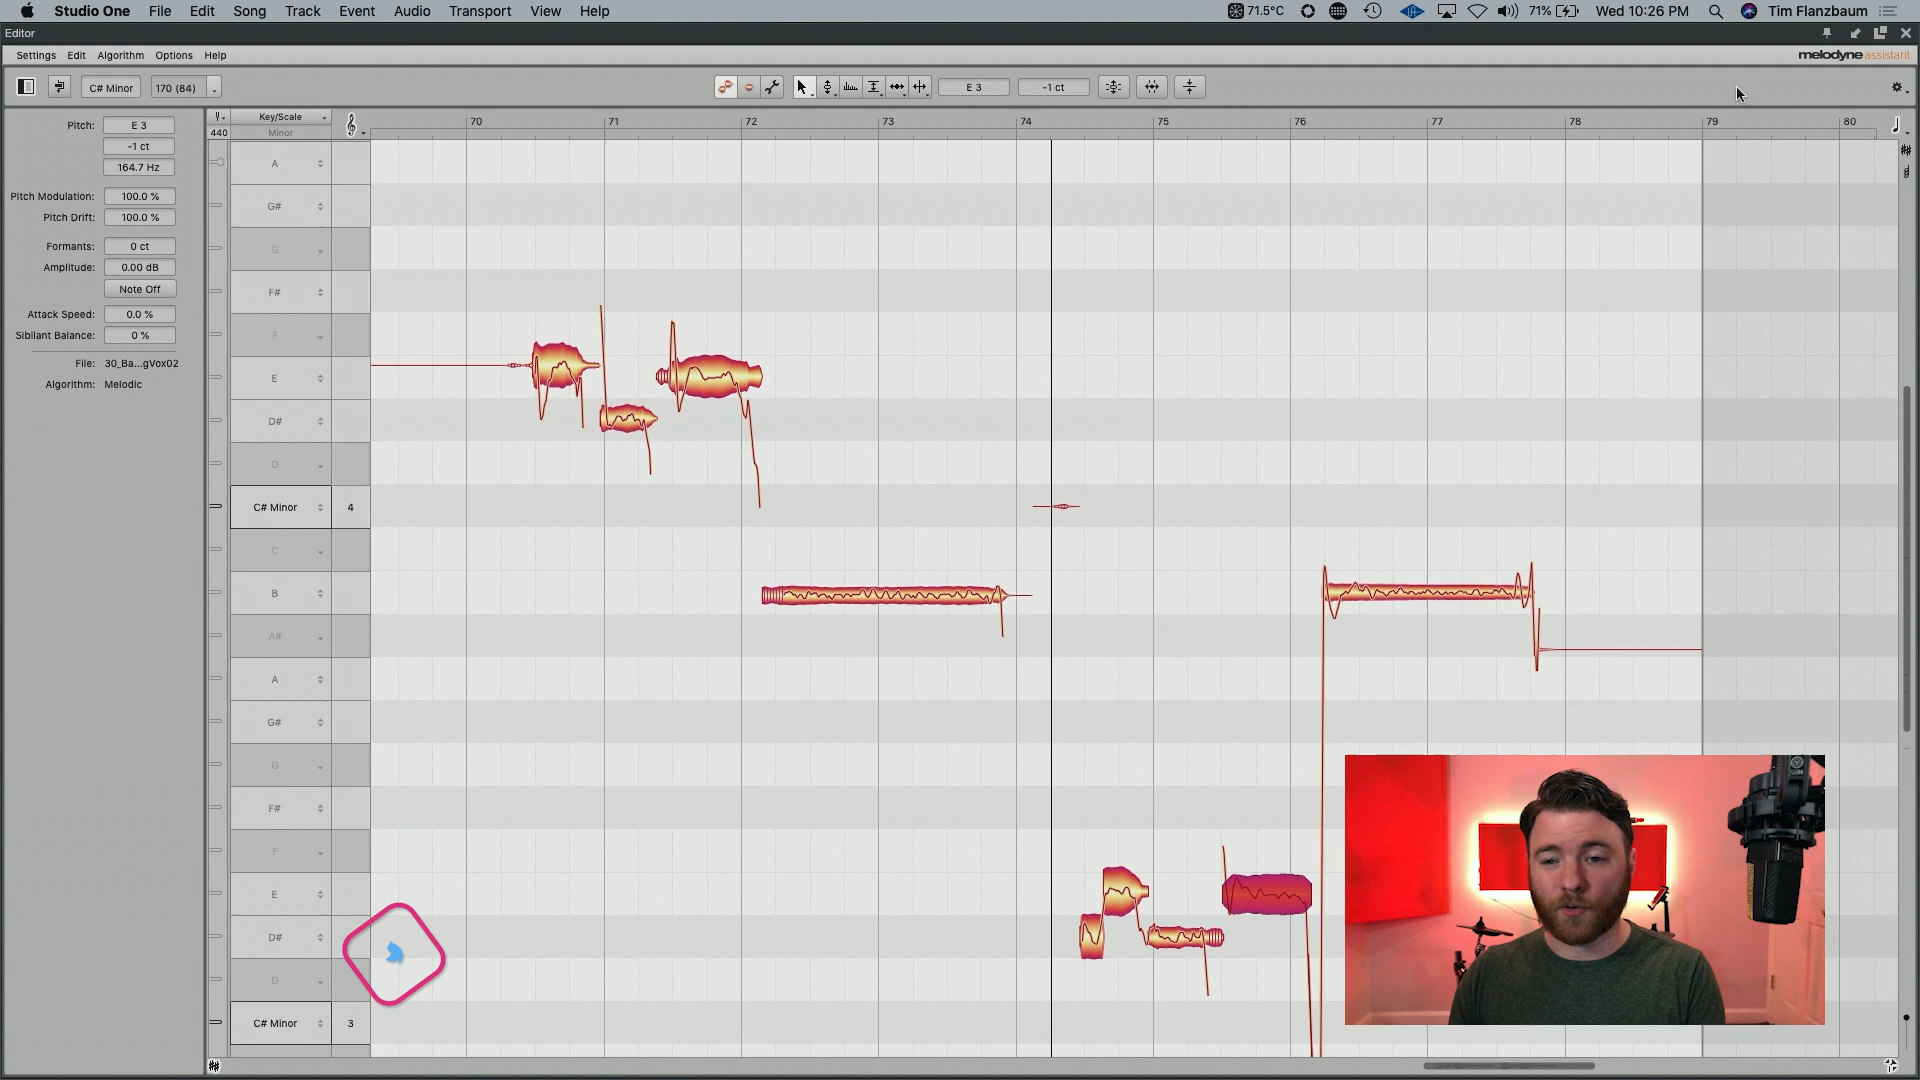 Studio One File Edit Song Track Event Audio Transport View Help 71.5°C 71% Wed 10:26 PM Tim Flanzbaum
Editor
Settings Edit Algorithm Options Help melodyne assistant
C# Minor 170 (84) E 3 -1 ct
Pitch: E 3
-1 ct
164.7 Hz
Pitch Modulation: 100.0 %
Pitch Drift: 100.0 %
Formants: 0 ct
Amplitude: 0.00 dB
Note Off
Attack Speed: 0.0 %
Sibilant Balance: 0 %
File: 30_Ba...gVox02
Algorithm: Melodic
Key/Scale
440 Minor
70 71 72 73 74 75 76 77 78 79 80
A
G#
G
F#
F
E
D#
D
C# Minor 4
C
B
A#
A
G#
G
F#
F
E
D#
D
C# Minor 3